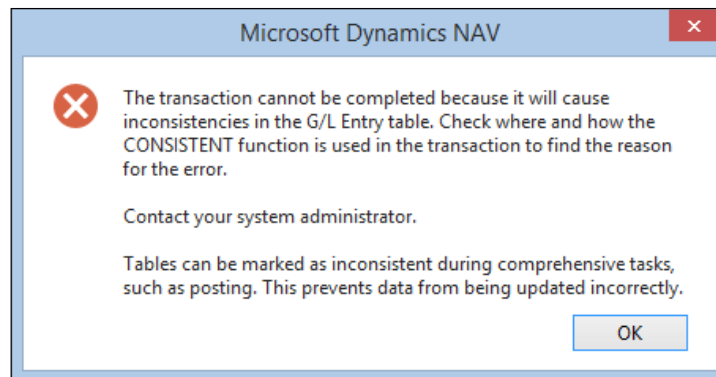 Microsoft Dynamics NAV
The transaction cannot be completed because it will cause
inconsistencies in the G/L Entry table. Check where and how the
CONSISTENT function is used in the transaction to find the reason
for the error.
Contact your system administrator.
Tables can be marked as inconsistent during comprehensive tasks,
such as posting. This prevents data from being updated incorrectly.
OK